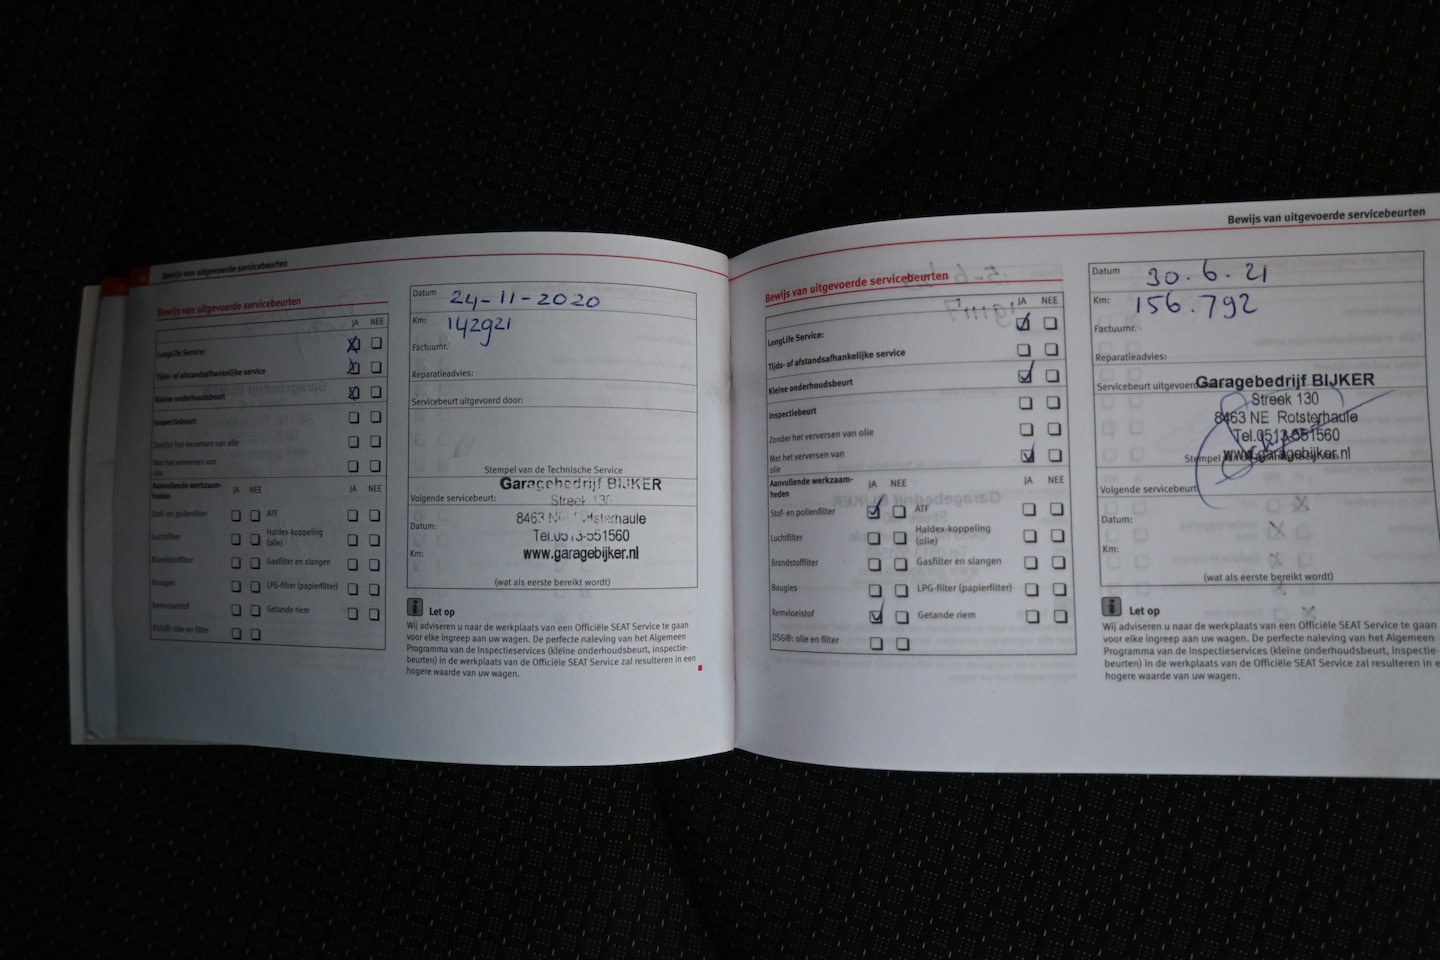 Bewijs van uitgevoerde servicebeurten
Bewijs van uitgevoerde servicebeurten
JA NEE
LongLife Service:
Tijds- of afstandsafhankelijke service
Kleine onderhoudsbeurt
Inspectiebeurt
Zonder het verversen van olie
Met het verversen van
olie
Aanvullende werkzaam-
heden
JA NEE
JA NEE
Stof- en pollenfilter
ATF
Luchtfilter
Haldex-koppeling
(olie)
Brandstoffilter
Gasfilter en slangen
Bougies
LPG-filter (papierfilter)
Remvloeistof
Getande riem
DSG®: olie en filter
Datum
24-11-2020
Km:
142921
Factuurnr.
Reparatieadvies:
Servicebeurt uitgevoerd door:
Stempel van de Technische Service
Garagebedrijf BIJKER
Streek 130
8463 NE Rotsterhaule
Tel.0513-551560
www.garagebijker.nl
Volgende servicebeurt:
Datum:
Km:
(wat als eerste bereikt wordt)
i Let op
Wij adviseren u naar de werkplaats van een Officiële SEAT Service te gaan
voor elke ingreep aan uw wagen. De perfecte naleving van het Algemeen
Programma van de Inspectieservices (kleine onderhoudsbeurt, inspectie-
beurten) in de werkplaats van de Officiële SEAT Service zal resulteren in een
hogere waarde van uw wagen.
Bewijs van uitgevoerde servicebeurten
Bewijs van uitgevoerde servicebeurten
JA NEE
LongLife Service:
Tijds- of afstandsafhankelijke service
Kleine onderhoudsbeurt
Inspectiebeurt
Zonder het verversen van olie
Met het verversen van
olie
Aanvullende werkzaam-
heden
JA NEE
JA NEE
Stof- en pollenfilter
ATF
Luchtfilter
Haldex-koppeling
(olie)
Brandstoffilter
Gasfilter en slangen
Bougies
LPG-filter (papierfilter)
Remvloeistof
Getande riem
DSG®: olie en filter
Datum
30.6.21
Km:
156.792
Factuurnr.
Reparatieadvies:
Servicebeurt uitgevoerd
Garagebedrijf BIJKER
Streek 130
8463 NE Rotsterhaule
Tel.0513-551560
www.garagebijker.nl
Stempel
Volgende servicebeurt
Datum:
Km:
(wat als eerste bereikt wordt)
i Let op
Wij adviseren u naar de werkplaats van een Officiële SEAT Service te gaan
voor elke ingreep aan uw wagen. De perfecte naleving van het Algemeen
Programma van de Inspectieservices (kleine onderhoudsbeurt, inspectie-
beurten) in de werkplaats van de Officiële SEAT Service zal resulteren in e
hogere waarde van uw wagen.